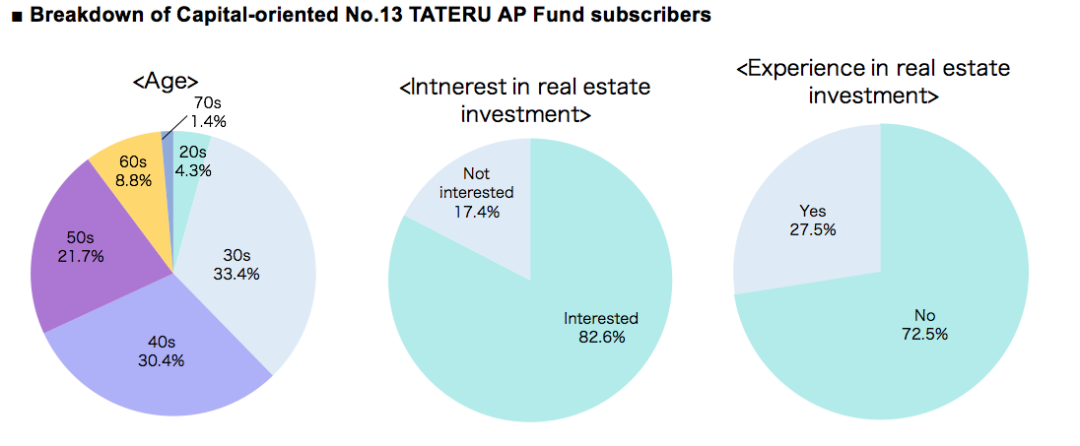 ■ Breakdown of Capital-oriented No.13 TATERU AP Fund subscribers
<Age>
70s
1.4%
20s
4.3%
60s
8.8%
50s
21.7%
30s
33.4%
40s
30.4%
<Intnerest in real estate
investment>
Not
interested
17.4%
Interested
82.6%
<Experience in real estate
investment>
Yes
27.5%
No
72.5%